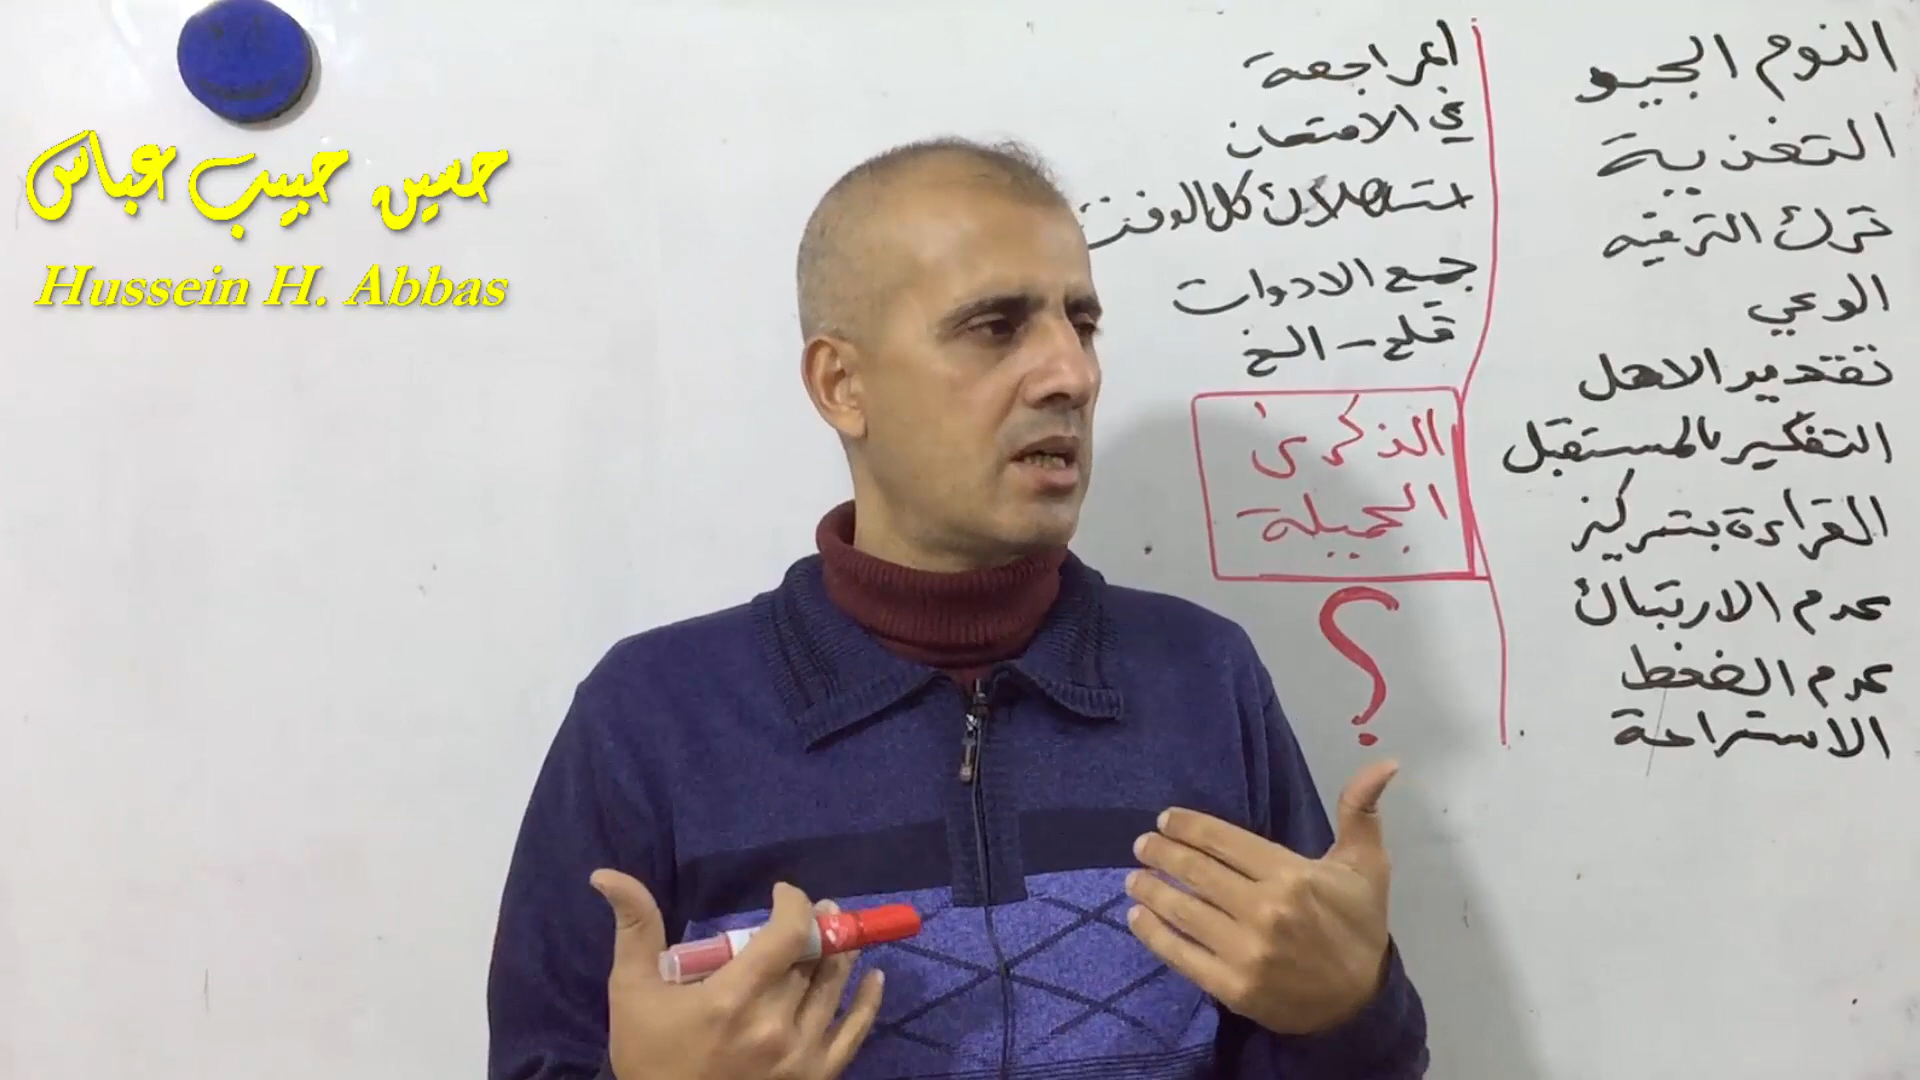 النوم الجيد
التغذية
ترك الترفيه
الوعي
تقدير الاهل
التفكير بالمستقبل
القراءة بتركيز
عدم الارتباك
عدم الضغط
الاستراحة
المراجعة
في الامتحان
استهلاك كل الوقت
جميع الادوات
قلم - الخ
الذكرى
الجميلة
؟
حسين حبيب عباس
Hussein H. Abbas